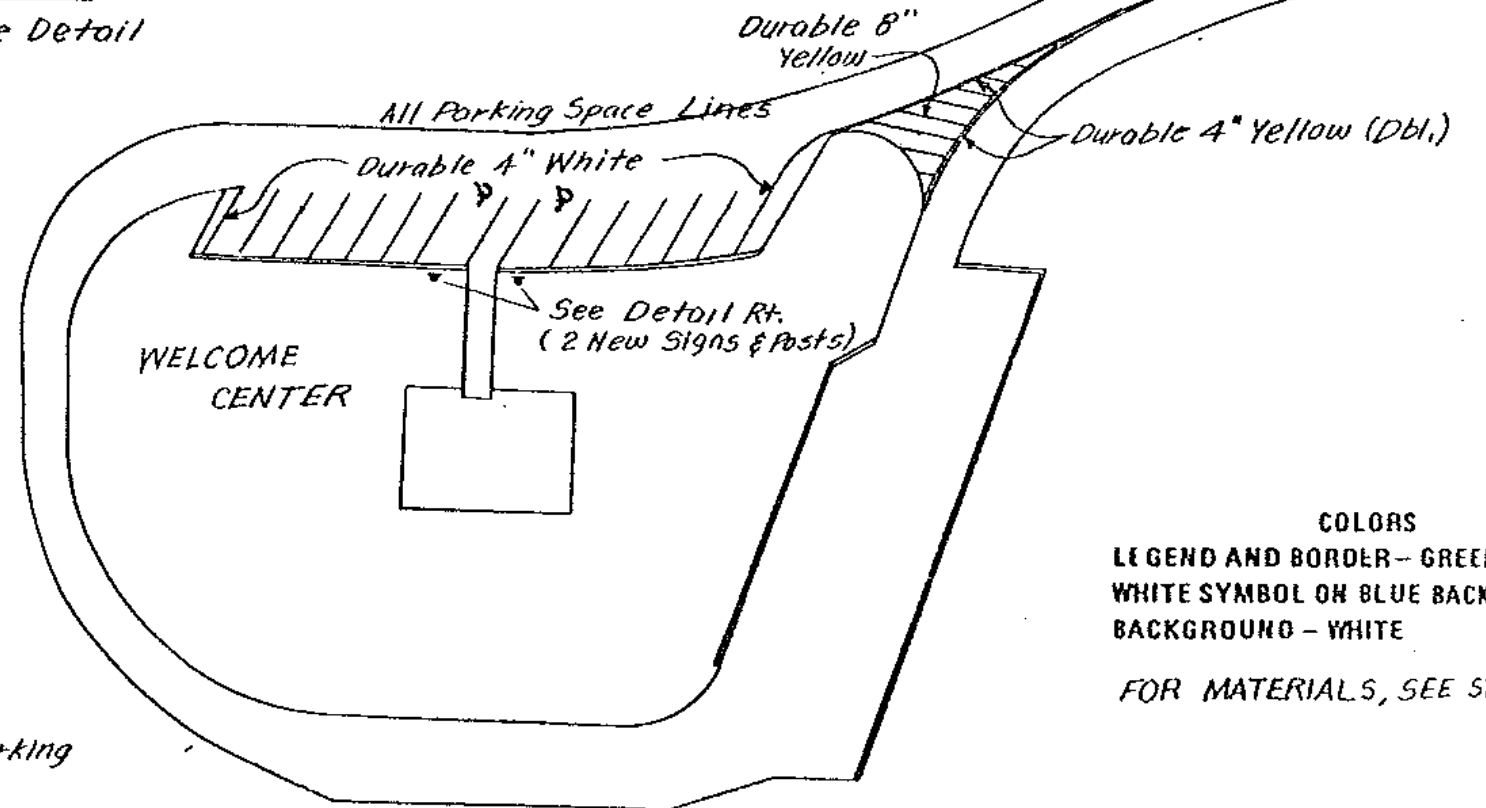 Detail
Durable 8"
Yellow
All Parking Space Lines
Durable 4" Yellow (Dbl.)
Durable 4" White
See Detail Rt.
(2 New Signs & Posts)
WELCOME
CENTER
COLORS
LEGEND AND BORDER – GREE
WHITE SYMBOL ON BLUE BACK
BACKGROUND – WHITE
FOR MATERIALS, SEE S
rking